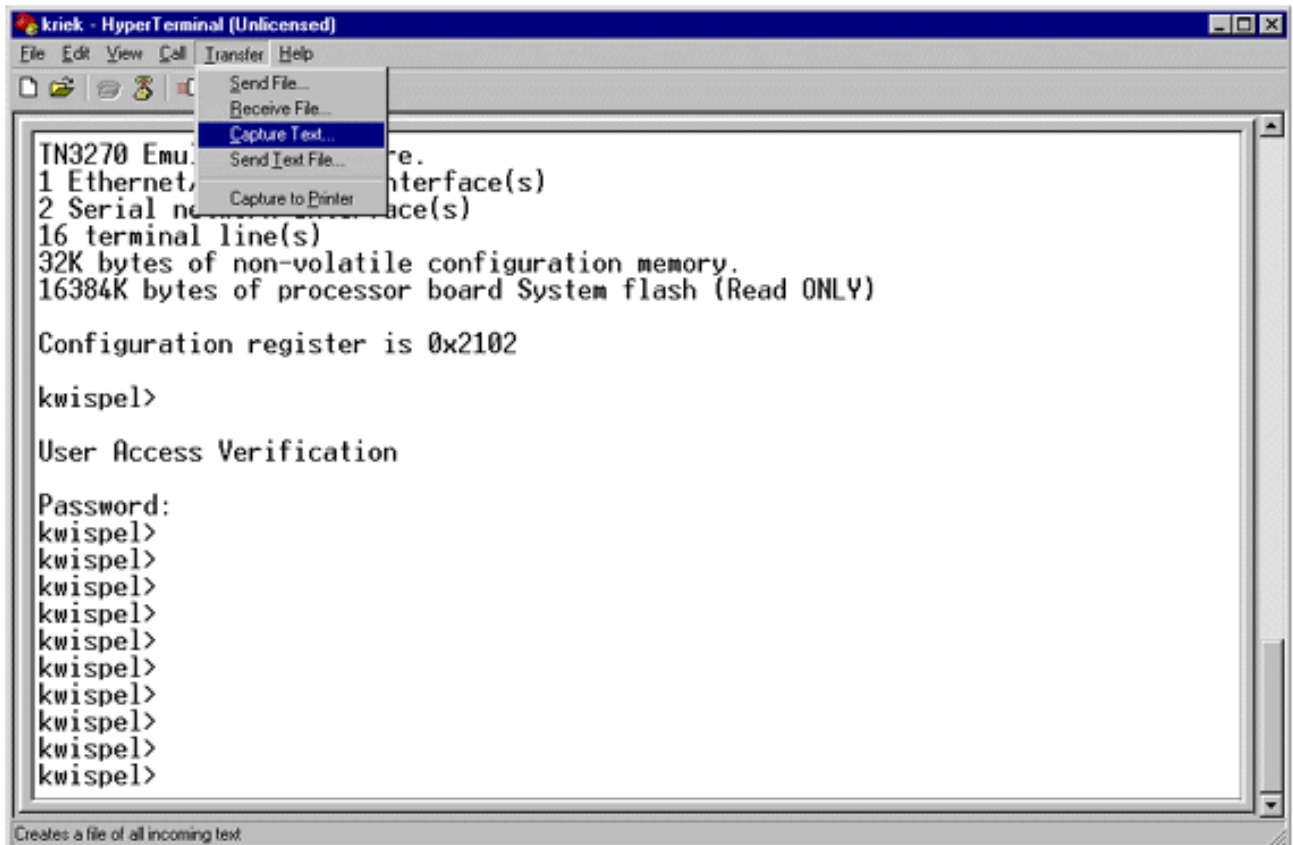 kriek - HyperTerminal (Unlicensed)
File Edit View Call Transfer Help
Send File...
Receive File...
Capture Text...
Send Text File...
Capture to Printer
TN3270 Emu re.
1 Ethernet/ nterface(s)
2 Serial ace(s)
16 terminal line(s)
32K bytes of non-volatile configuration memory.
16384K bytes of processor board System flash (Read ONLY)
Configuration register is 0x2102
kwispel>
User Access Verification
Password:
kwispel>
kwispel>
kwispel>
kwispel>
kwispel>
kwispel>
kwispel>
kwispel>
kwispel>
kwispel>
Creates a file of all incoming text